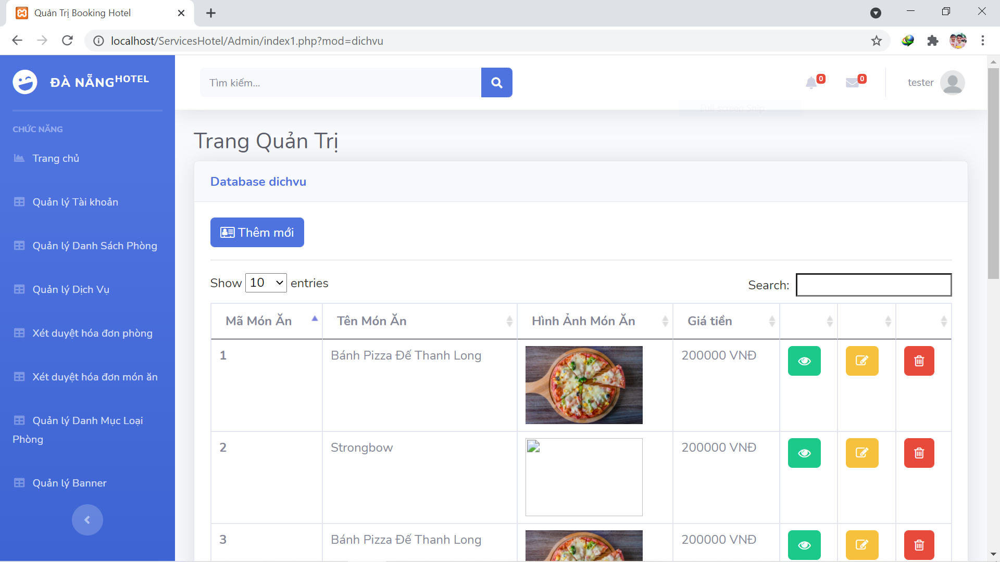 Quản Trị Booking Hotel
localhost/ServicesHotel/Admin/index1.php?mod=dichvu
ĐÀ NẴNG HOTEL
Tìm kiếm...
0
0
tester
Full-screen Snip
CHỨC NĂNG
Trang chủ
Quản lý Tài khoản
Quản lý Danh Sách Phòng
Quản lý Dịch Vụ
Xét duyệt hóa đơn phòng
Xét duyệt hóa đơn món ăn
Quản lý Danh Mục Loại
Phòng
Quản lý Banner
Trang Quản Trị
Database dichvu
Thêm mới
Show 10 entries
Search:
Mã Món Ăn Tên Món Ăn Hình Ảnh Món Ăn Giá tiền
1 Bánh Pizza Đế Thanh Long 200000 VNĐ
2 Strongbow 200000 VNĐ
3 Bánh Pizza Đế Thanh Long 200000 VNĐ